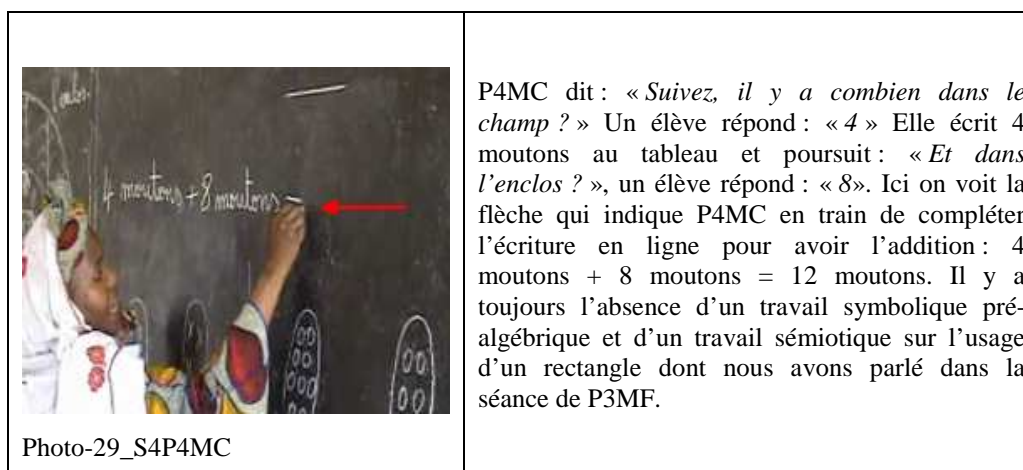 4 moutons + 8 moutons =
Photo-29_S4P4MC
P4MC dit : « Suivez, il y a combien dans le
champ ? » Un élève répond : « 4 » Elle écrit 4
moutons au tableau et poursuit : « Et dans
l'enclos ? », un élève répond : « 8». Ici on voit la
flèche qui indique P4MC en train de compléter
l'écriture en ligne pour avoir l'addition : 4
moutons + 8 moutons = 12 moutons. Il y a
toujours l'absence d'un travail symbolique pré-
algébrique et d'un travail sémiotique sur l'usage
d'un rectangle dont nous avons parlé dans la
séance de P3MF.